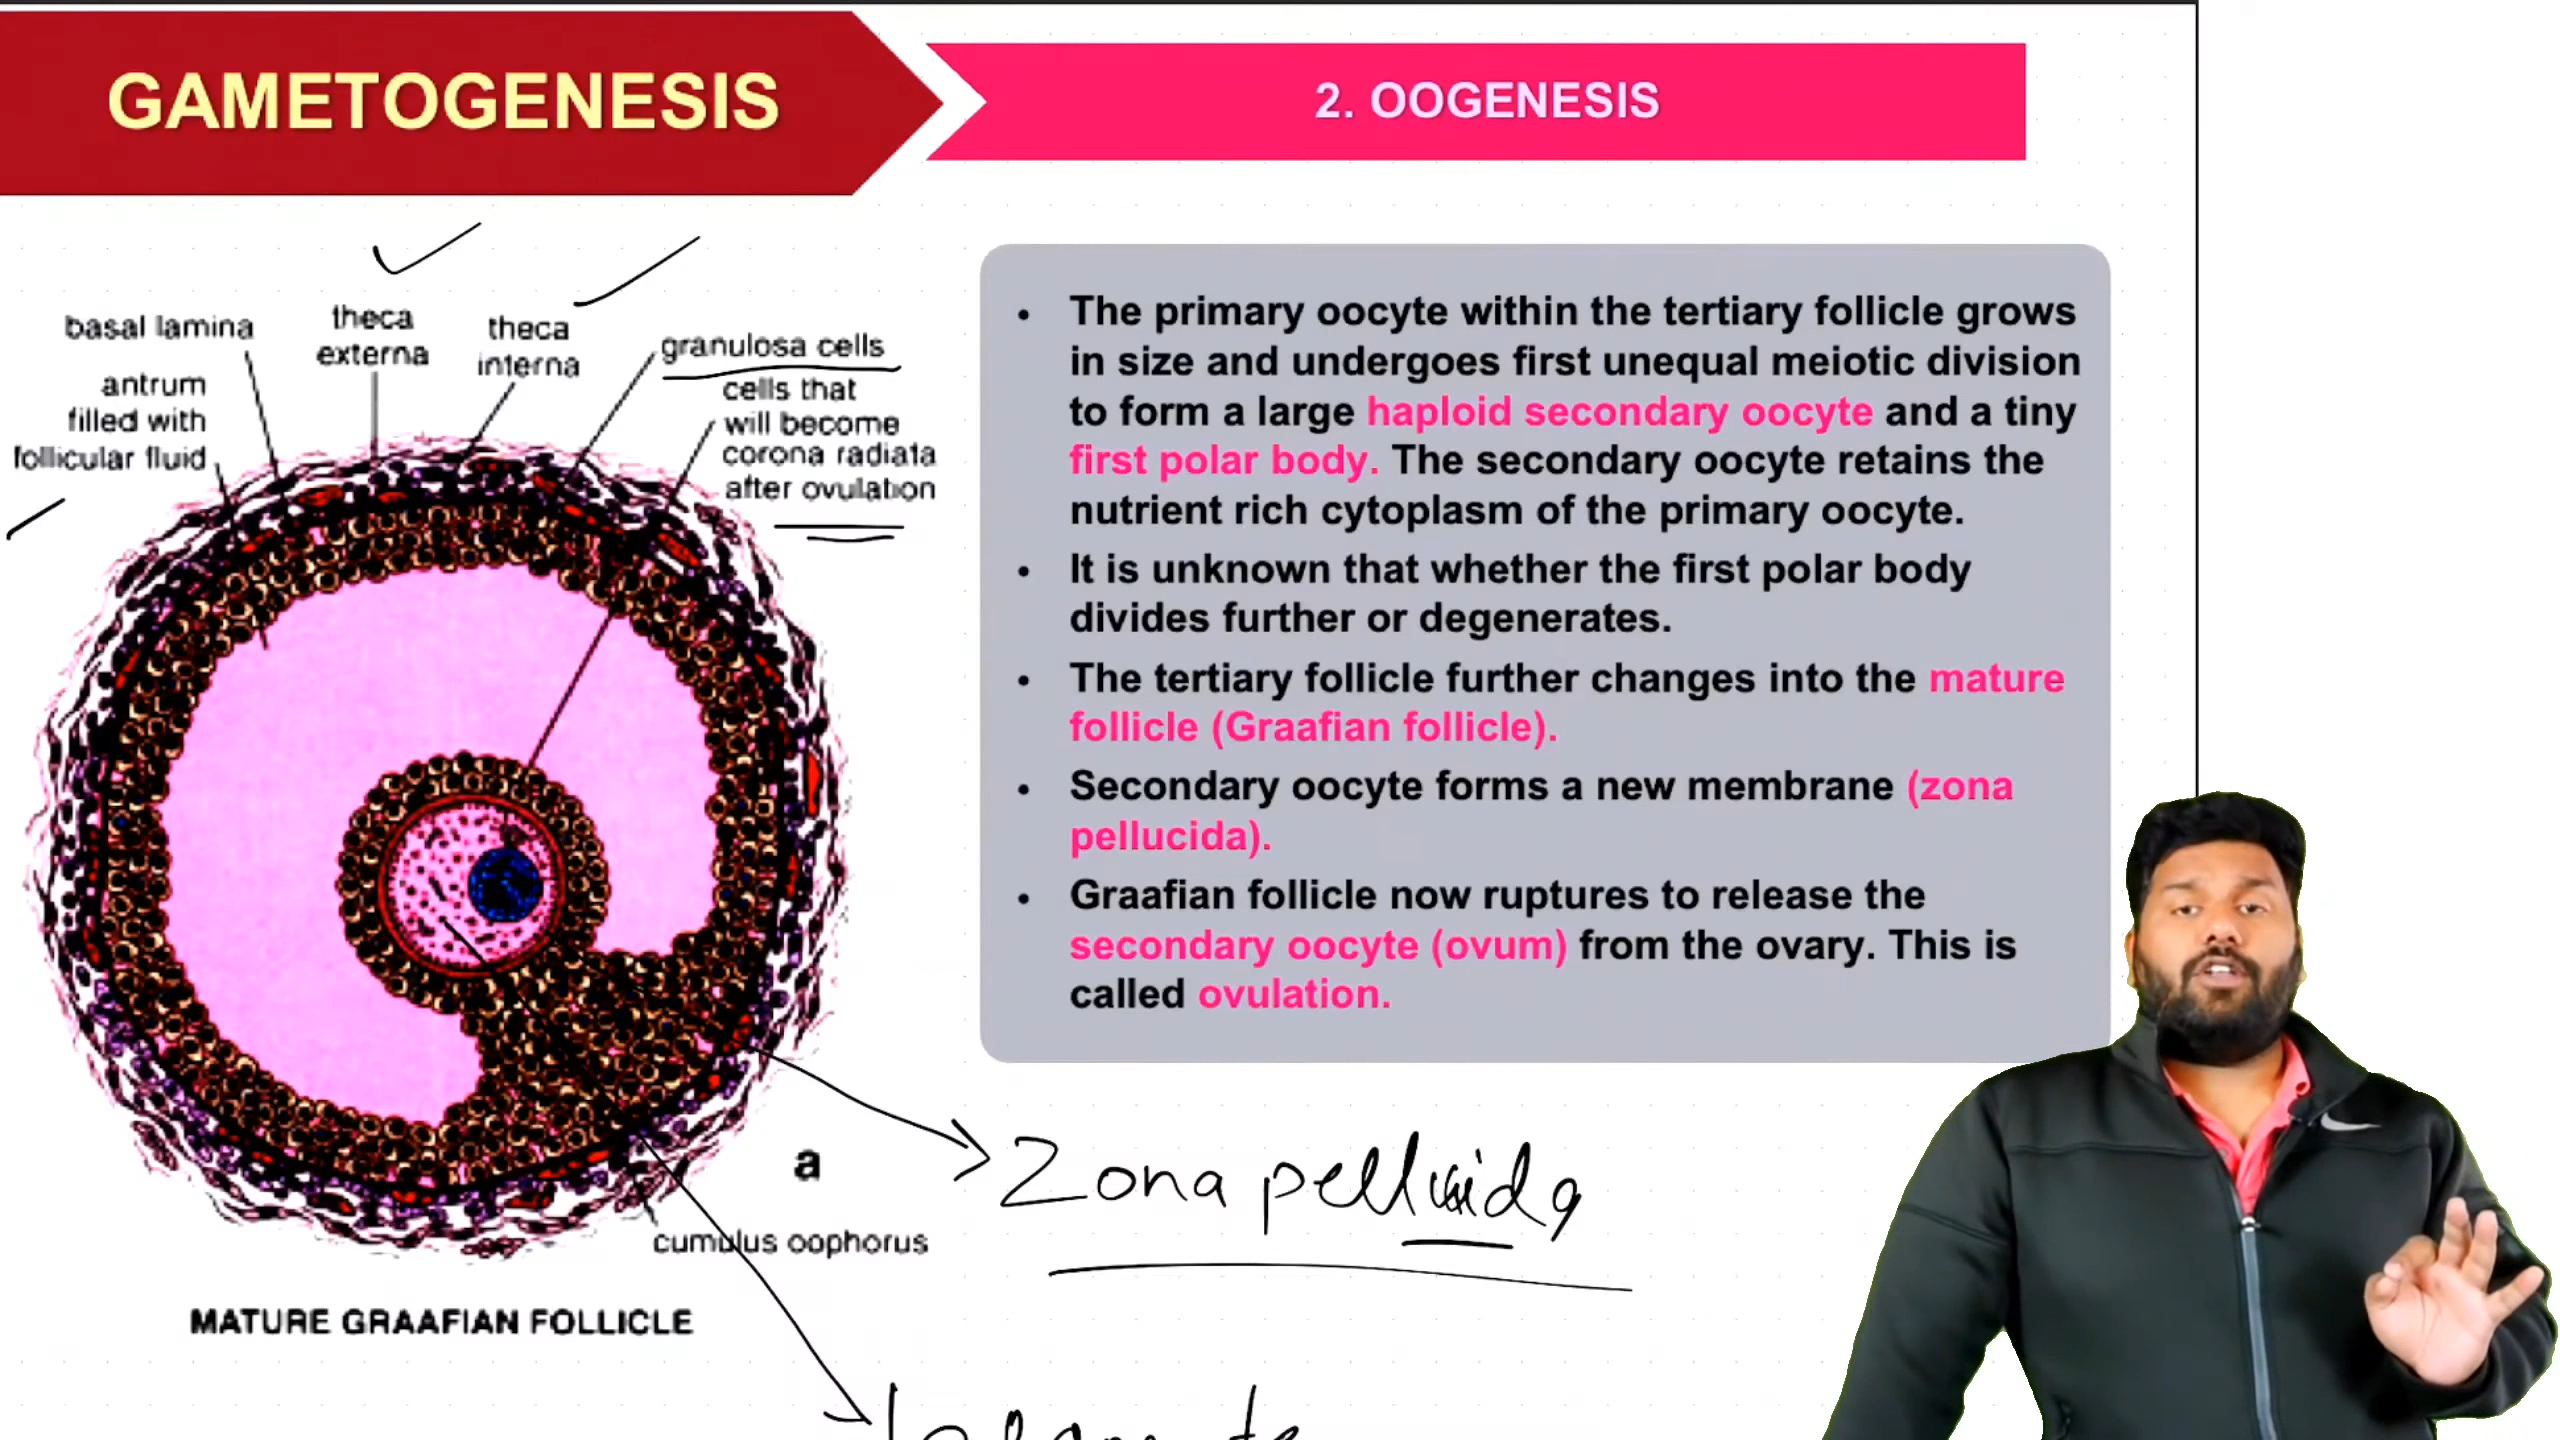 GAMETOGENESIS
2. OOGENESIS
basal lamina
theca
externa
theca
interna
granulosa cells
antrum
filled with
follicular fluid
cells that
will become
corona radiata
after ovulation
• The primary oocyte within the tertiary follicle grows
in size and undergoes first unequal meiotic division
to form a large haploid secondary oocyte and a tiny
first polar body. The secondary oocyte retains the
nutrient rich cytoplasm of the primary oocyte.
• It is unknown that whether the first polar body
divides further or degenerates.
• The tertiary follicle further changes into the mature
follicle (Graafian follicle).
• Secondary oocyte forms a new membrane (zona
pellucida).
• Graafian follicle now ruptures to release the
secondary oocyte (ovum) from the ovary. This is
called ovulation.
a
Zona pellucida
cumulus oophorus
MATURE GRAAFIAN FOLLICLE